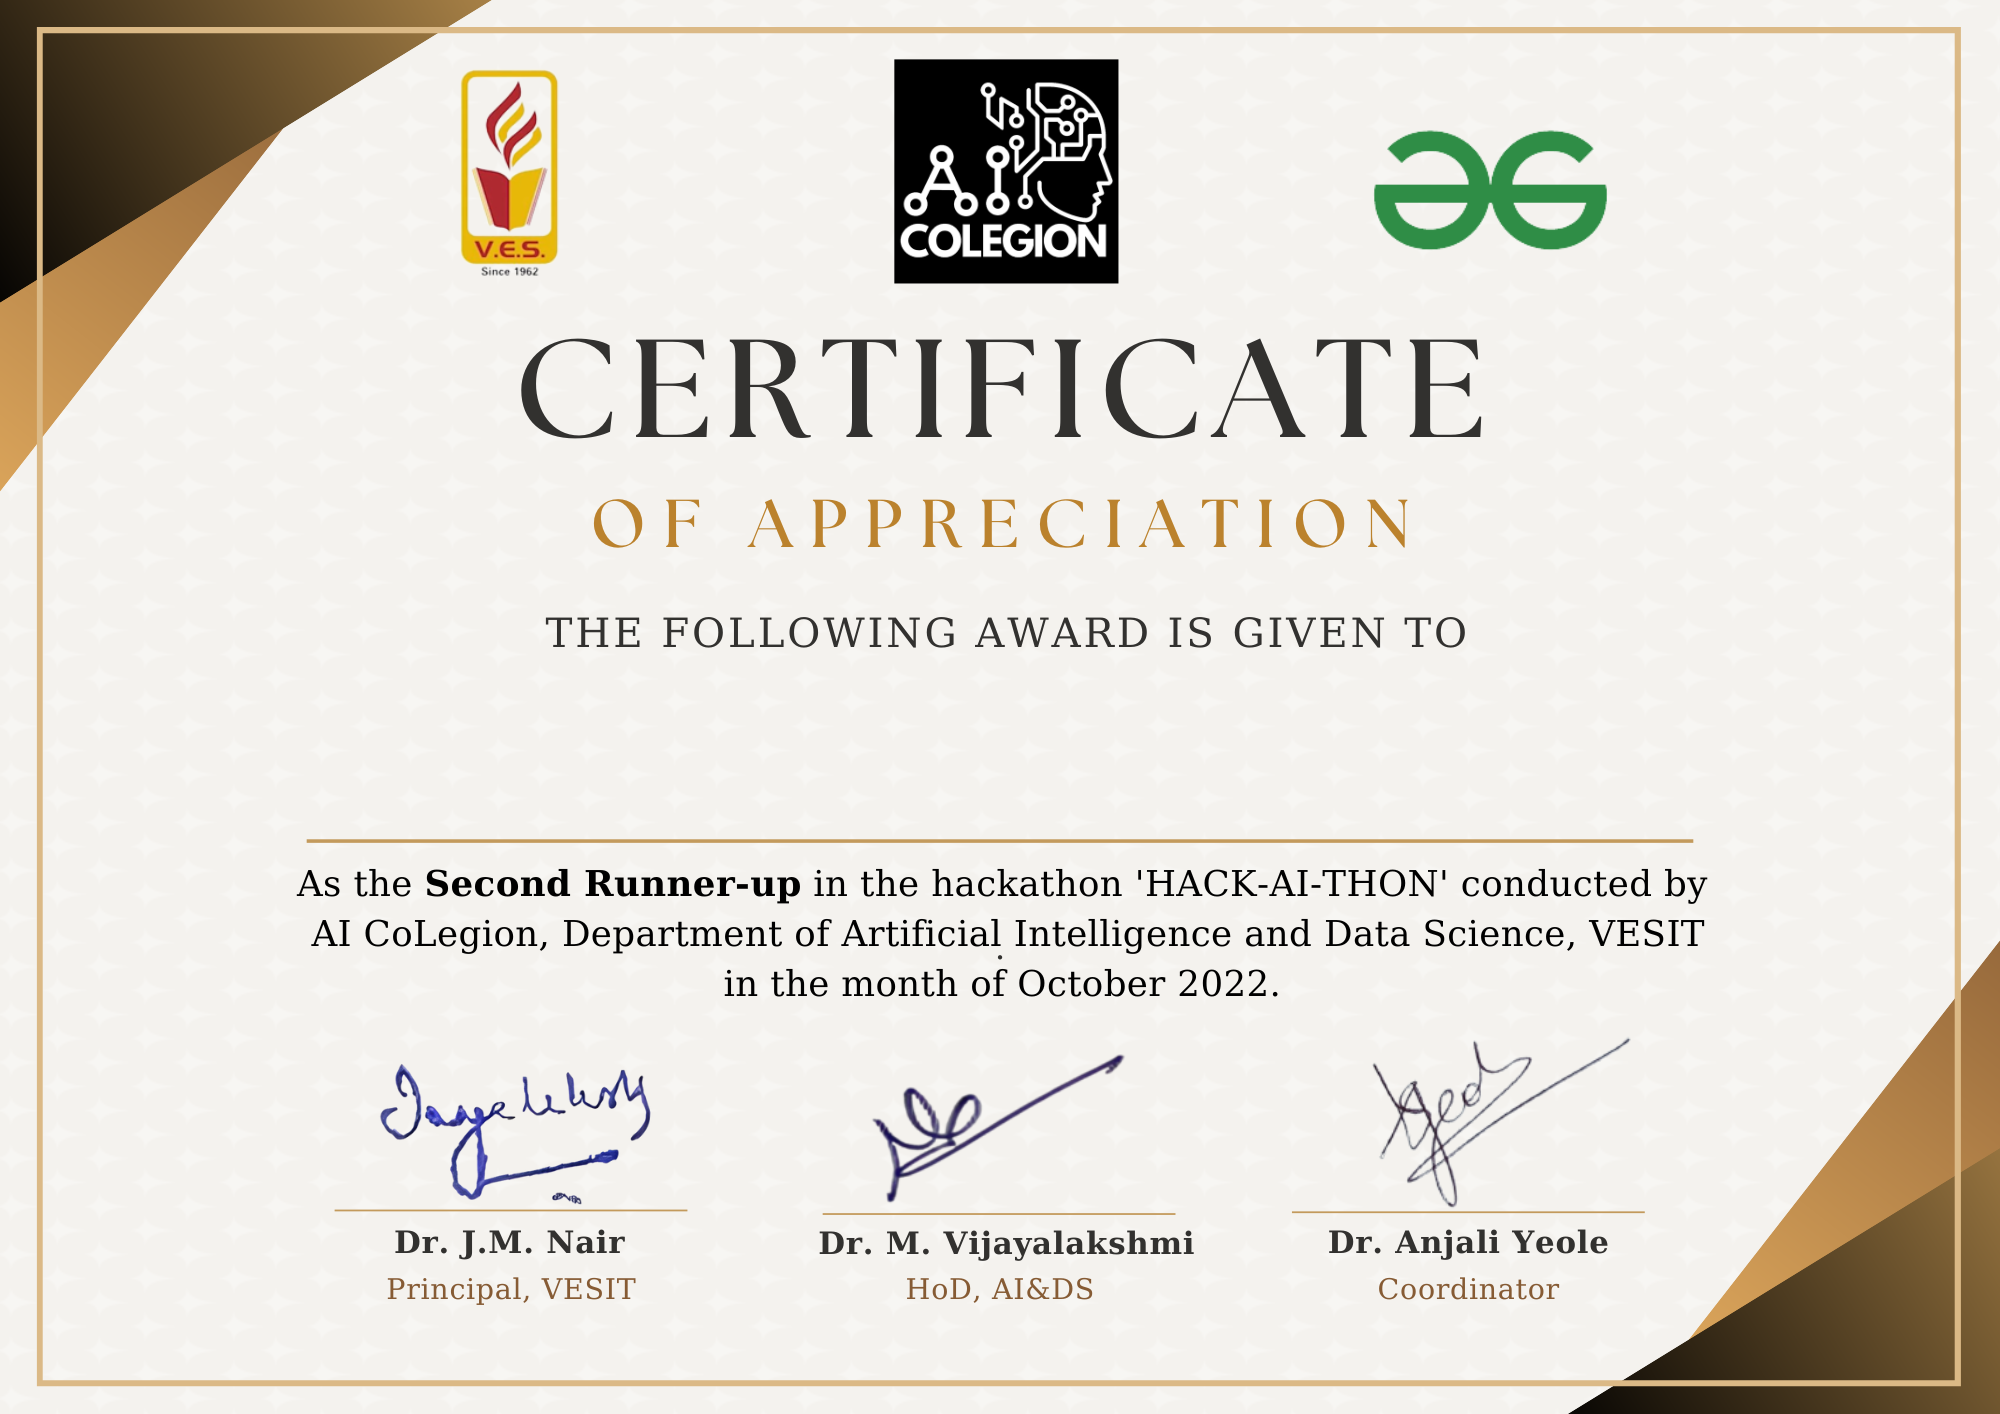 V.E.S.
Since 1962
AI
COLEGION
CERTIFICATE
OF APPRECIATION
THE FOLLOWING AWARD IS GIVEN TO
As the Second Runner-up in the hackathon 'HACK-AI-THON' conducted by
AI CoLegion, Department of Artificial Intelligence and Data Science, VESIT
.
in the month of October 2022.
Dr. J.M. Nair
Principal, VESIT
Dr. M. Vijayalakshmi
HoD, AI&DS
Dr. Anjali Yeole
Coordinator